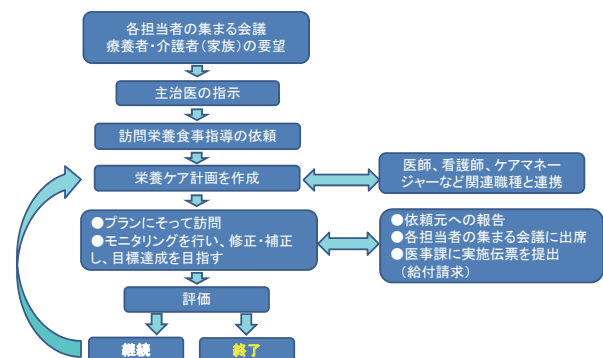 各担当者の集まる会議
療養者・介護者（家族）の要望
主治医の指示
訪問栄養食事指導の依頼
栄養ケア計画を作成
医師、看護師、ケアマネー
ジャーなど関連職種と連携
●プランにそって訪問
●モニタリングを行い、修正・補正
し、目標達成を目指す
●依頼元への報告
●各担当者の集まる会議に出席
●医事課に実施伝票を提出
（給付請求）
評価
継続
終了